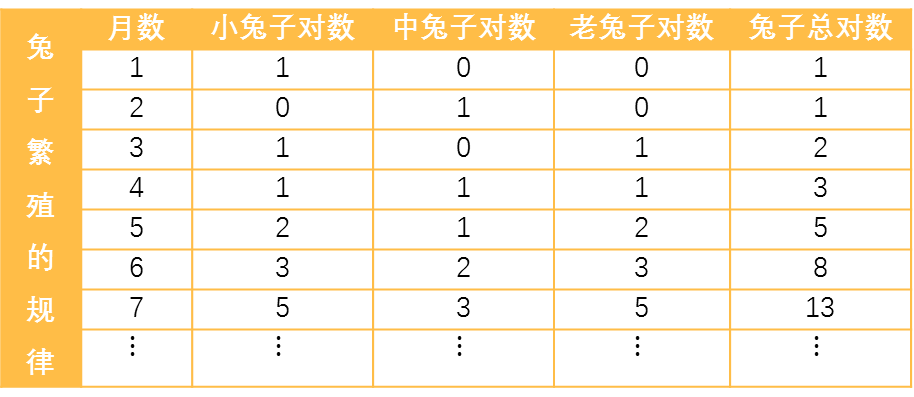 兔子繁殖的规律
月数 小兔子对数 中兔子对数 老兔子对数 兔子总对数
1 1 0 0 1
2 0 1 0 1
3 1 0 1 2
4 1 1 1 3
5 2 1 2 5
6 3 2 3 8
7 5 3 5 13
⋮ ⋮ ⋮ ⋮ ⋮